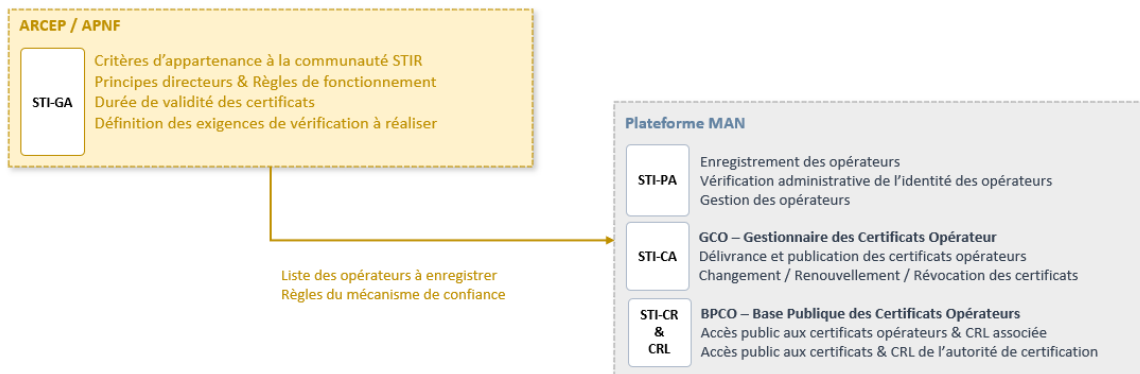 ARCEP / APNF
STI-GA
Critères d’appartenance à la communauté STIR
Principes directeurs & Règles de fonctionnement
Durée de validité des certificats
Définition des exigences de vérification à réaliser
Liste des opérateurs à enregistrer
Règles du mécanisme de confiance
Plateforme MAN
STI-PA
Enregistrement des opérateurs
Vérification administrative de l’identité des opérateurs
Gestion des opérateurs
STI-CA
GCO – Gestionnaire des Certificats Opérateur
Délivrance et publication des certificats opérateurs
Changement / Renouvellement / Révocation des certificats
STI-CR
&
CRL
BPCO – Base Publique des Certificats Opérateurs
Accès public aux certificats opérateurs & CRL associée
Accès public aux certificats & CRL de l’autorité de certification